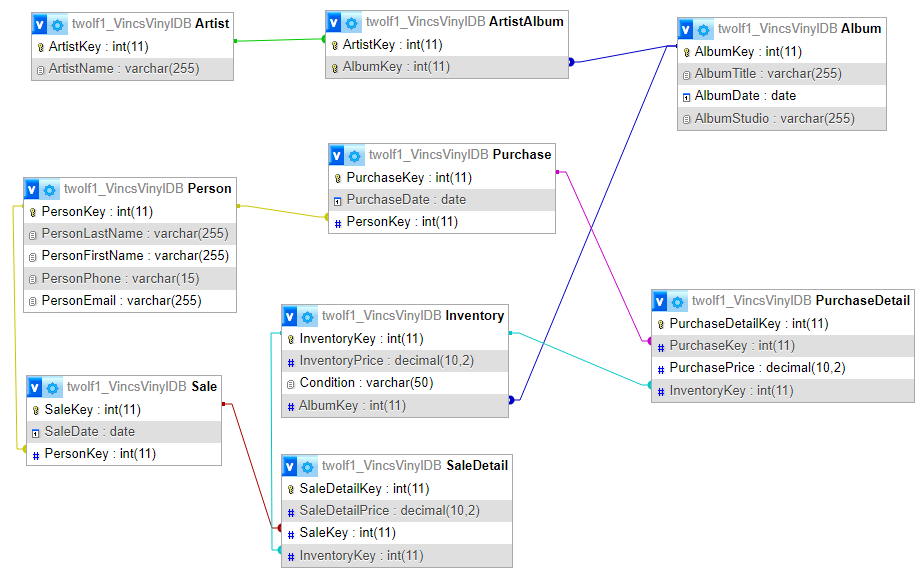 twolf1_VincsVinylDB Artist
ArtistKey : int(11)
ArtistName : varchar(255)
twolf1_VincsVinylDB ArtistAlbum
ArtistKey : int(11)
AlbumKey : int(11)
twolf1_VincsVinylDB Album
AlbumKey : int(11)
AlbumTitle : varchar(255)
AlbumDate : date
AlbumStudio : varchar(255)
twolf1_VincsVinylDB Purchase
PurchaseKey : int(11)
PurchaseDate : date
# PersonKey : int(11)
twolf1_VincsVinylDB Person
PersonKey : int(11)
PersonLastName : varchar(255)
PersonFirstName : varchar(255)
PersonPhone : varchar(15)
PersonEmail : varchar(255)
twolf1_VincsVinylDB Inventory
InventoryKey : int(11)
# InventoryPrice : decimal(10,2)
Condition : varchar(50)
# AlbumKey : int(11)
twolf1_VincsVinylDB PurchaseDetail
PurchaseDetailKey : int(11)
# PurchaseKey : int(11)
# PurchasePrice : decimal(10,2)
# InventoryKey : int(11)
twolf1_VincsVinylDB Sale
SaleKey : int(11)
SaleDate : date
# PersonKey : int(11)
twolf1_VincsVinylDB SaleDetail
SaleDetailKey : int(11)
# SaleDetailPrice : decimal(10,2)
# SaleKey : int(11)
# InventoryKey : int(11)